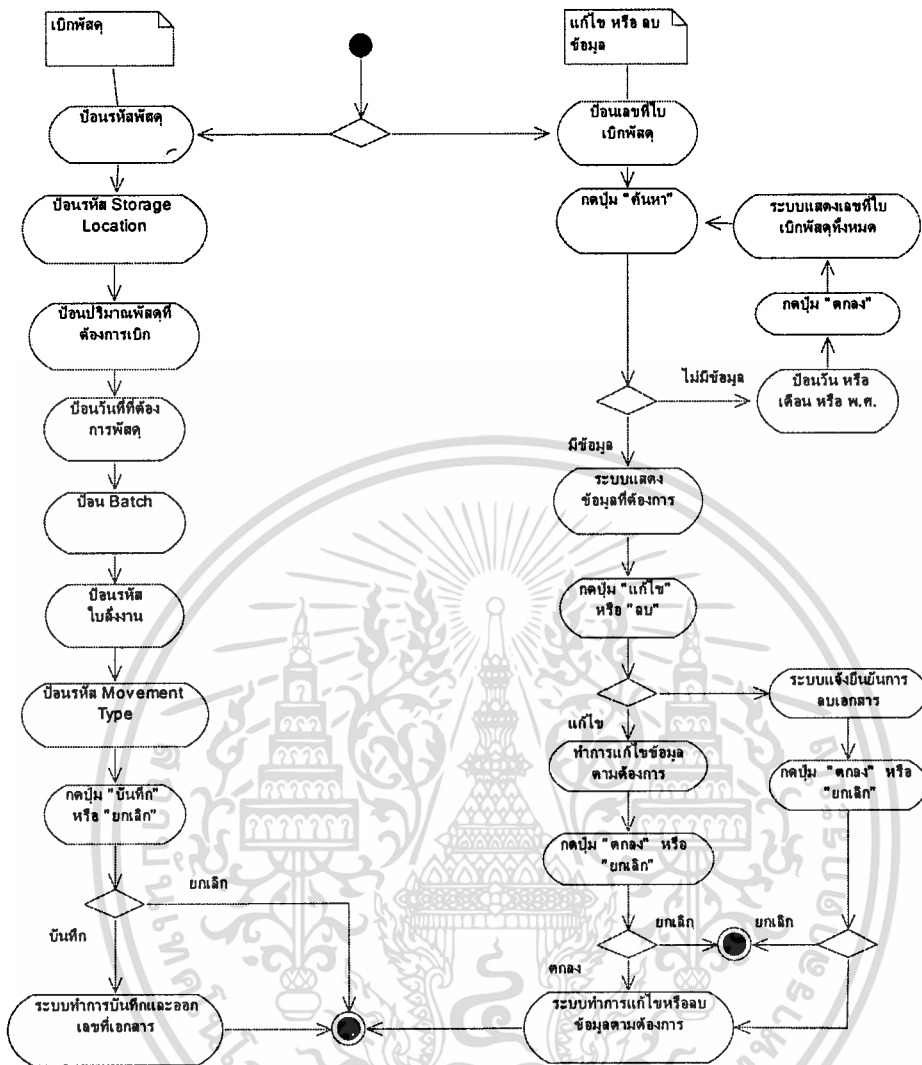 เบิกพัสดุ
ป้อนรหัสพัสดุ
ป้อนรหัส Storage
Location
ป้อนปริมาณพัสดุที่
ต้องการเบิก
ป้อนวันที่ที่ต้อง
การพัสดุ
ป้อน Batch
ป้อนรหัส
ใบสั่งงาน
ป้อนรหัส Movement
Type
กดปุ่ม "บันทึก"
หรือ "ยกเลิก"
ยกเลิก
บันทึก
ระบบทำการบันทึกและออก
เลขที่เอกสาร
แก้ไข หรือ ลบ
ข้อมูล
ป้อนเลขที่ใบ
เบิกพัสดุ
กดปุ่ม "ค้นหา"
ระบบแสดงเลขที่ใบ
เบิกพัสดุทั้งหมด
กดปุ่ม "ตกลง"
ป้อนวัน หรือ
เดือน หรือ พ.ศ.
ไม่มีข้อมูล
มีข้อมูล
ระบบแสดง
ข้อมูลที่ต้องการ
กดปุ่ม "แก้ไข"
หรือ "ลบ"
แก้ไข
ทำการแก้ไขข้อมูล
ตามต้องการ
กดปุ่ม "ตกลง" หรือ
"ยกเลิก"
ระบบแจ้งยืนยันการ
ลบเอกสาร
กดปุ่ม "ตกลง" หรือ
"ยกเลิก"
ยกเลิก
ยกเลิก
ตกลง
ระบบทำการแก้ไขหรือลบ
ข้อมูลตามต้องการ